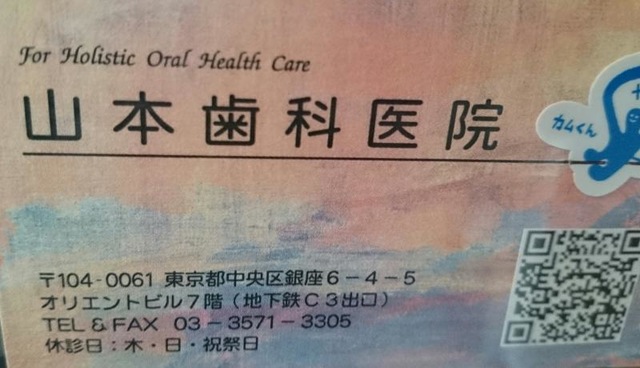 For Holistic Oral Health Care
山本歯科医院
カムくん
〒104-0061 東京都中央区銀座6－4－5
オリエントビル7階（地下鉄C3出口）
TEL & FAX 03－3571－3305
休診日：木・日・祝祭日